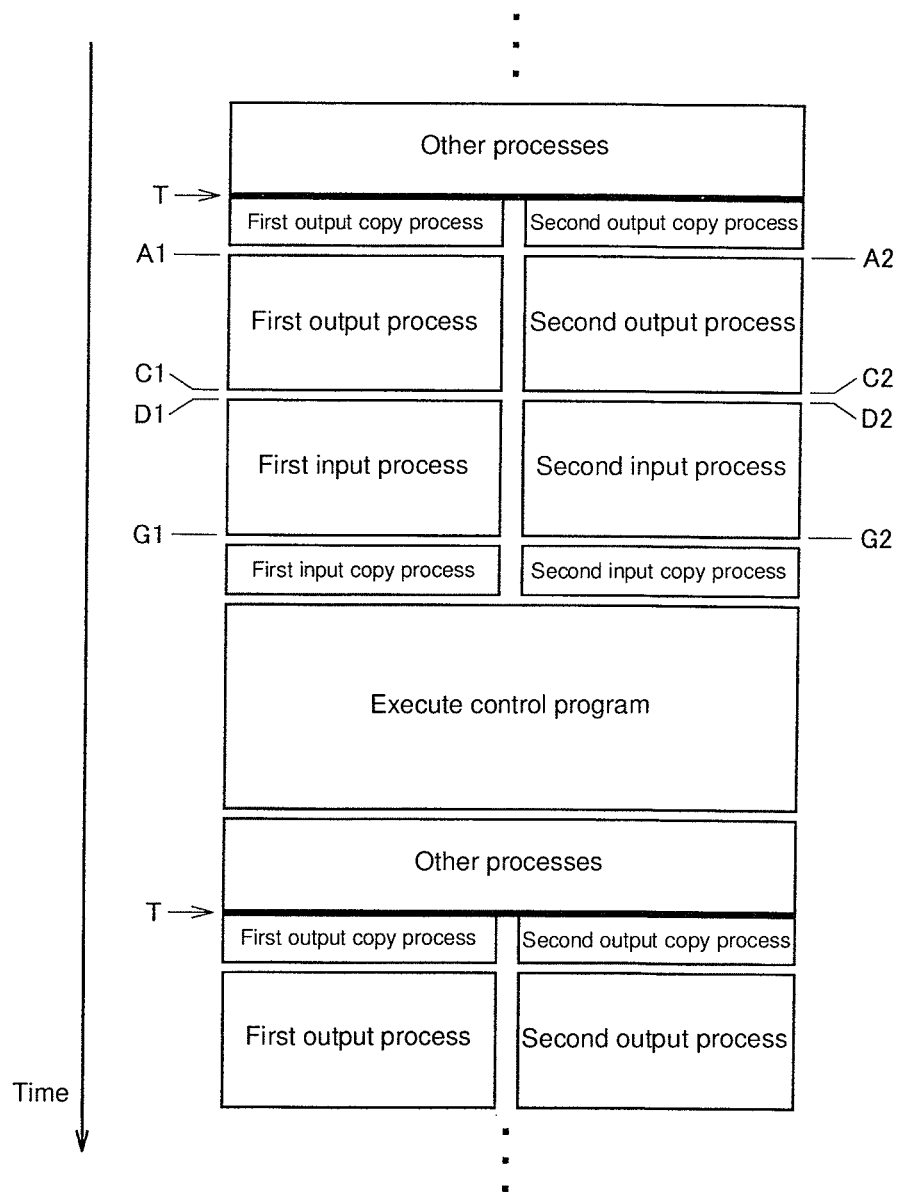 Other processes
T
First output copy process Second output copy process
A1 A2
First output process Second output process
C1 C2
D1 D2
First input process Second input process
G1 G2
First input copy process Second input copy process
Execute control program
Other processes
T
First output copy process Second output copy process
First output process Second output process
Time